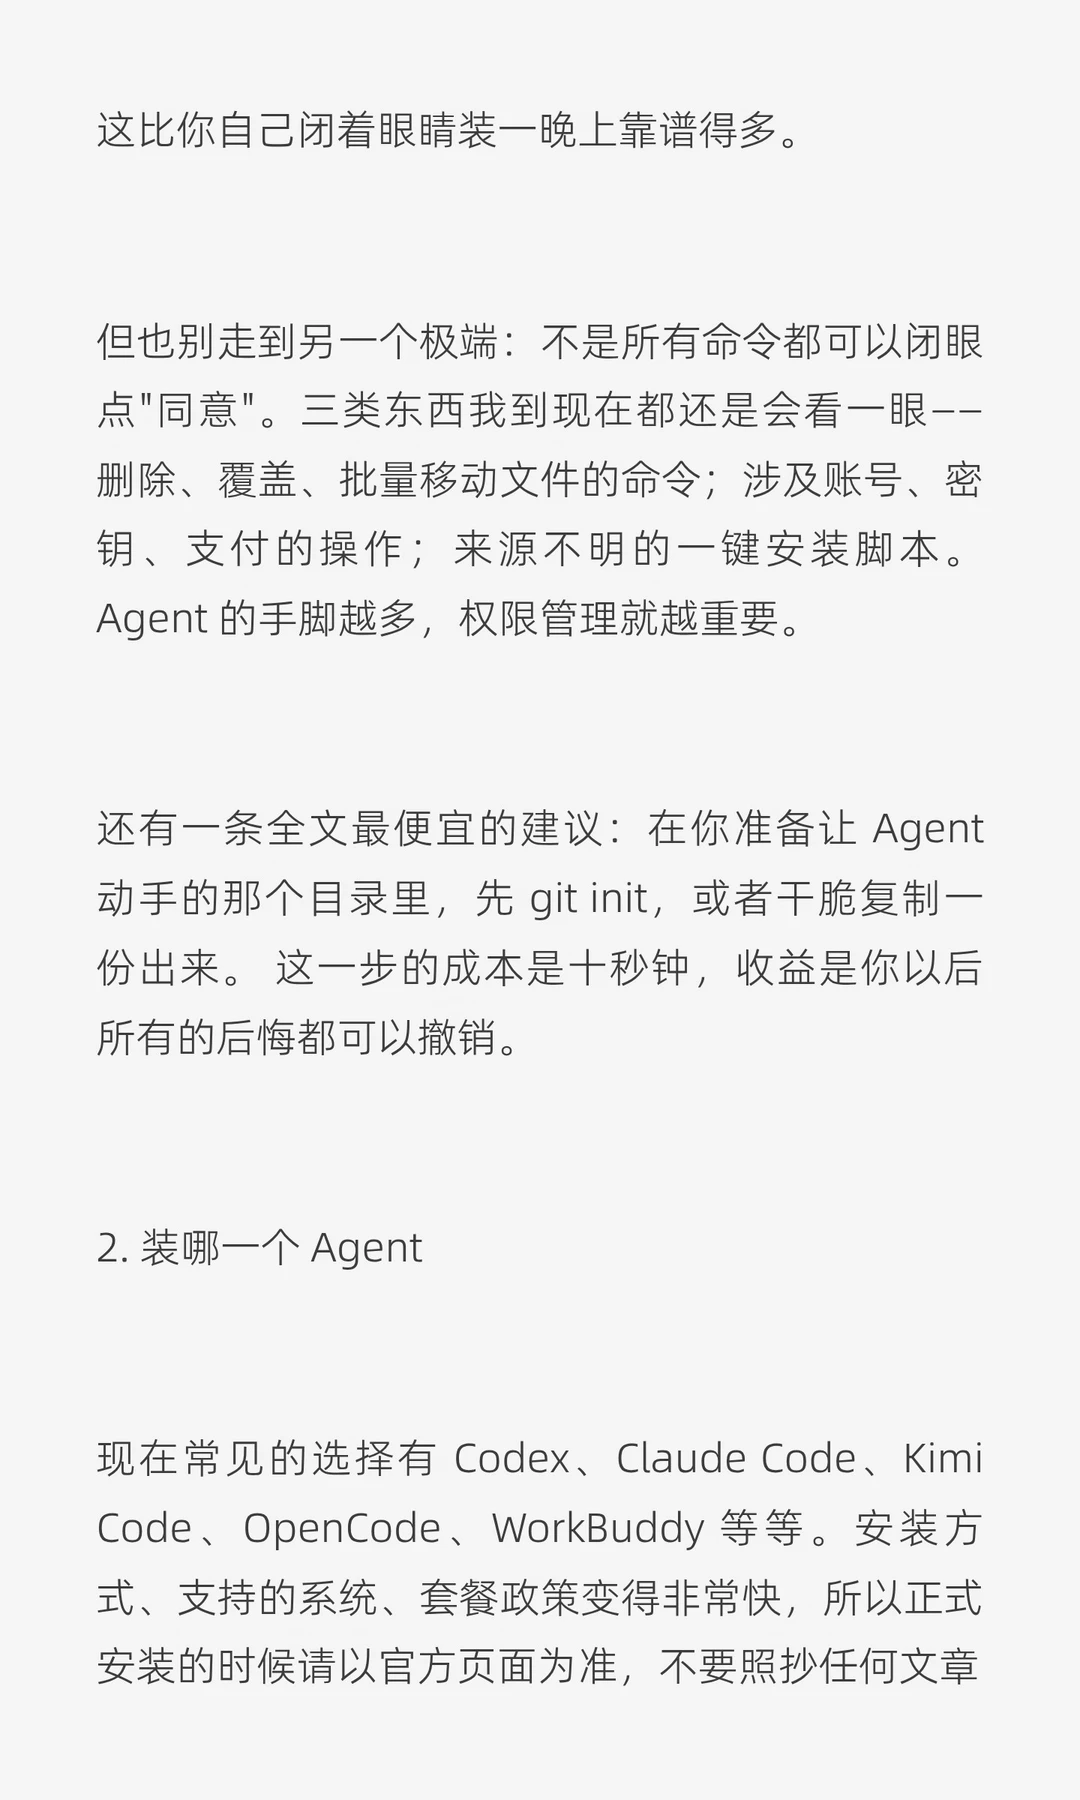 这比你自己闭着眼睛装一晚上靠谱得多。
但也别走到另一个极端：不是所有命令都可以闭眼
点"同意"。三类东西我到现在都还是会看一眼——
删除、覆盖、批量移动文件的命令；涉及账号、密
钥、支付的操作；来源不明的一键安装脚本。
Agent 的手脚越多，权限管理就越重要。
还有一条全文最便宜的建议：在你准备让 Agent
动手的那个目录里，先 git init，或者干脆复制一
份出来。 这一步的成本是十秒钟，收益是你以后
所有的后悔都可以撤销。
2. 装哪一个 Agent
现在常见的选择有 Codex、Claude Code、Kimi
Code、OpenCode、WorkBuddy 等等。安装方
式、支持的系统、套餐政策变得非常快，所以正式
安装的时候请以官方页面为准，不要照抄任何文章